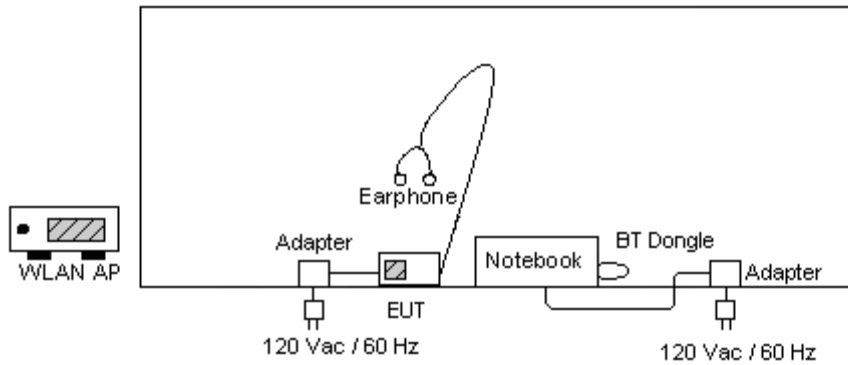 Earphone
WLAN AP
Adapter
EUT
Notebook
BT Dongle
Adapter
120 Vac / 60 Hz
120 Vac / 60 Hz